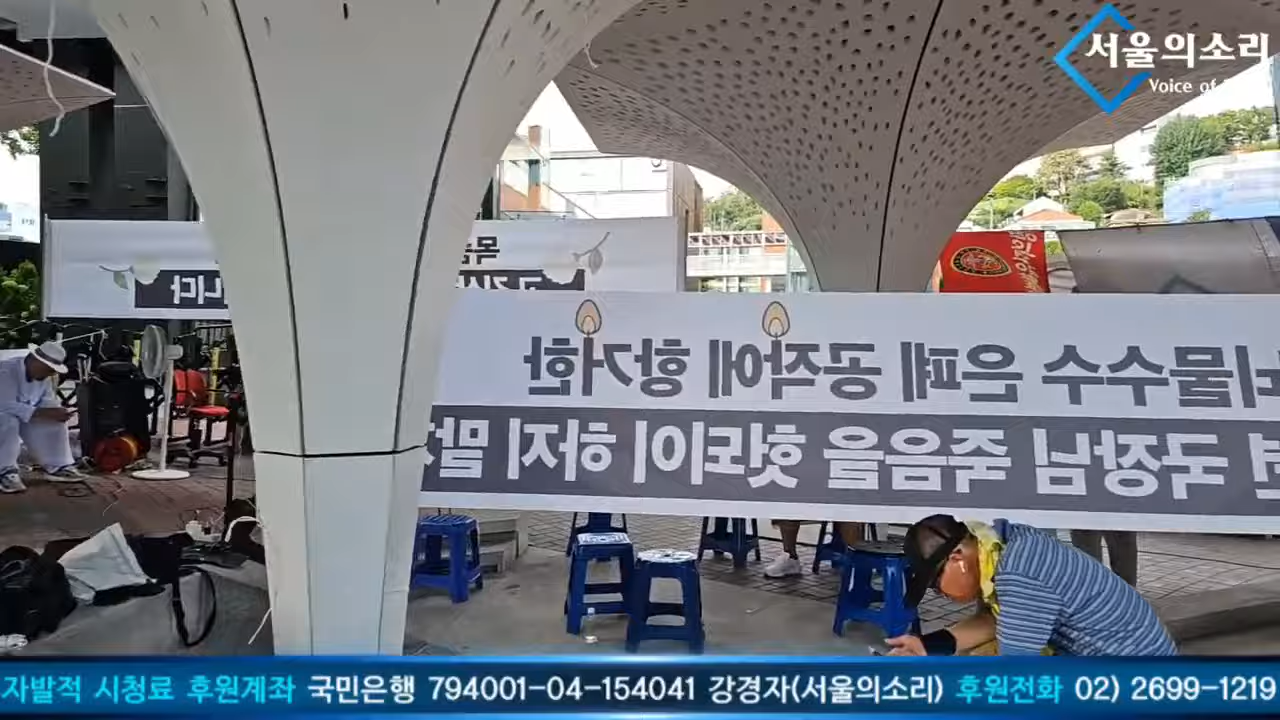 서울의소리
Voice of
니다
물수수 은폐 공작에 항거한
국장님 죽음을 헛되이 하지 말
자발적 시청료 후원계좌 국민은행 794001-04-154041 강경자(서울의소리) 후원전화 02) 2699-1219